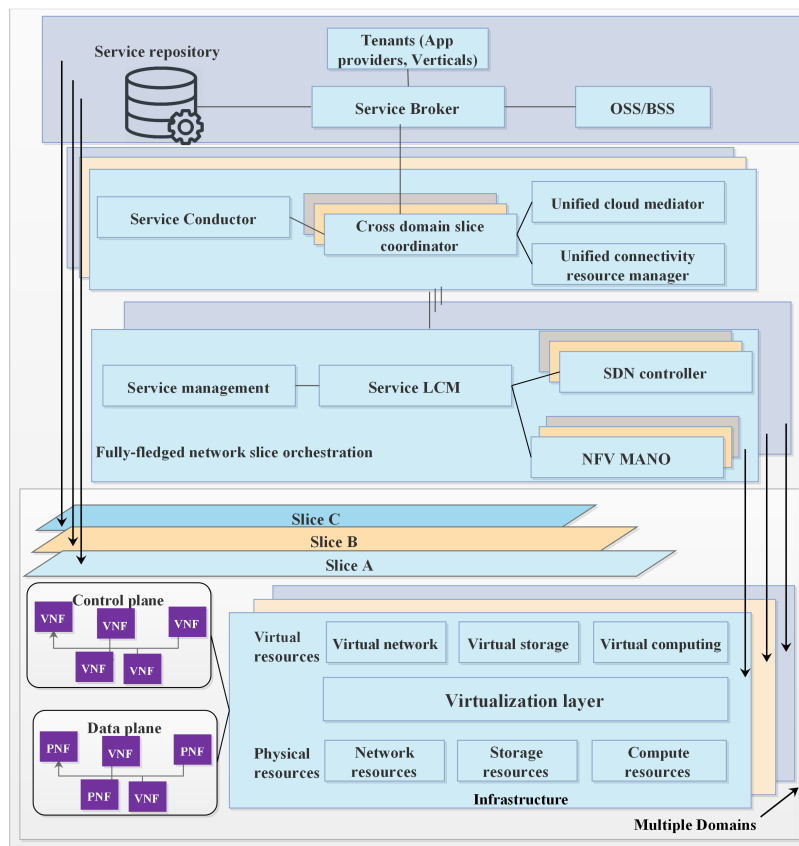 Service repository
Tenants (App
providers, Verticals)
Service Broker
OSS/BSS
Service Conductor
Cross domain slice
coordinator
Unified cloud mediator
Unified connectivity
resource manager
Service management
Service LCM
SDN controller
NFV MANO
Fully-fledged network slice orchestration
Slice C
Slice B
Slice A
Control plane
VNF
VNF
VNF
VNF
VNF
Data plane
PNF
VNF
PNF
PNF
VNF
Virtual
resources
Virtual network
Virtual storage
Virtual computing
Virtualization layer
Physical
resources
Network
resources
Storage
resources
Compute
resources
Infrastructure
Multiple Domains